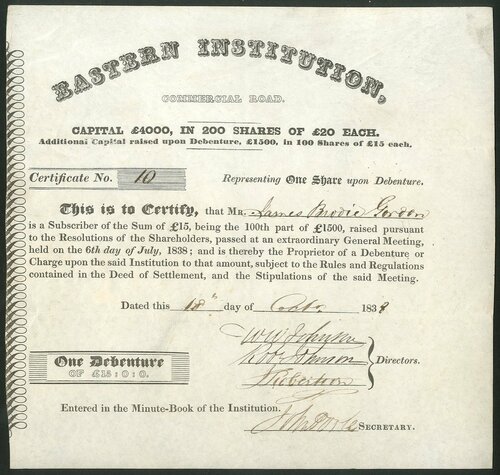 EASTERN INSTITUTION,
COMMERCIAL ROAD.
CAPITAL £4000, IN 200 SHARES OF £20 EACH.
Additional Capital raised upon Debenture, £1500, in 100 Shares of £15 each.
Certificate No. 10 Representing One Share upon Debenture.
This is to Certify, that MR. James Brodie Gordon
is a Subscriber of the Sum of £15, being the 100th part of £1500, raised pursuant
to the Resolutions of the Shareholders, passed at an extraordinary General Meeting,
held on the 6th day of July, 1838; and is thereby the Proprietor of a Debenture or
Charge upon the said Institution to that amount, subject to the Rules and Regulations
contained in the Deed of Settlement, and the Stipulations of the said Meeting.
Dated this 18th day of 183
Directors.
One Debenture
OF £15:0:0.
Entered in the Minute-Book of the Institution.
SECRETARY.